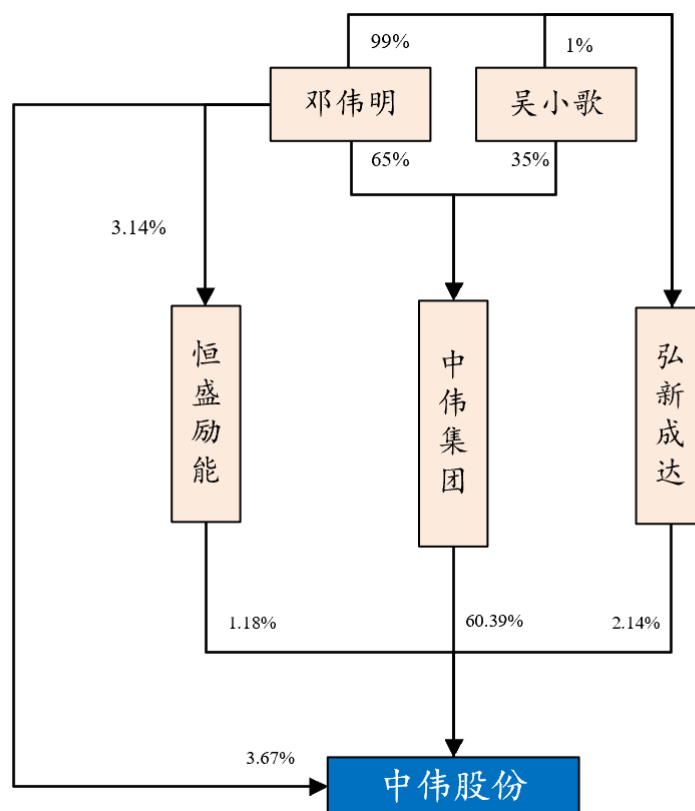 99%
1%
邓伟明
吴小歌
65%
35%
3.14%
恒盛励能
中伟集团
弘新成达
1.18%
60.39%
2.14%
3.67%
中伟股份